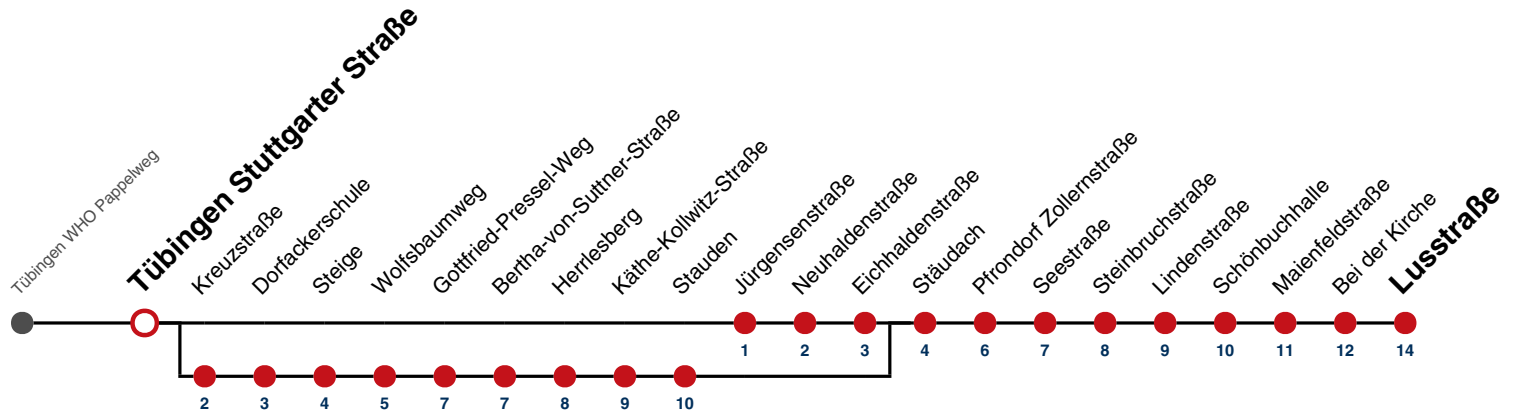 Tübingen WHO Pappelweg
Tübingen Stuttgarter Straße
Kreuzstraße
Dorfackerschule
Steige
Wolfsbaumweg
Gottfried-Pressel-Weg
Bertha-von-Suttner-Straße
Herrlesberg
Käthe-Kollwitz-Straße
Stauden
Jürgensenstraße
Neuhaldenstraße
Eichhaldenstraße
Stäudach
Pfrondorf Zollernstraße
Seestraße
Steinbruchstraße
Lindenstraße
Schönbuchhalle
Maienfeldstraße
Bei der Kirche
Lusstraße
1 2 3 4 6 7 8 9 10 11 12 14
2 3 4 5 7 7 8 9 10